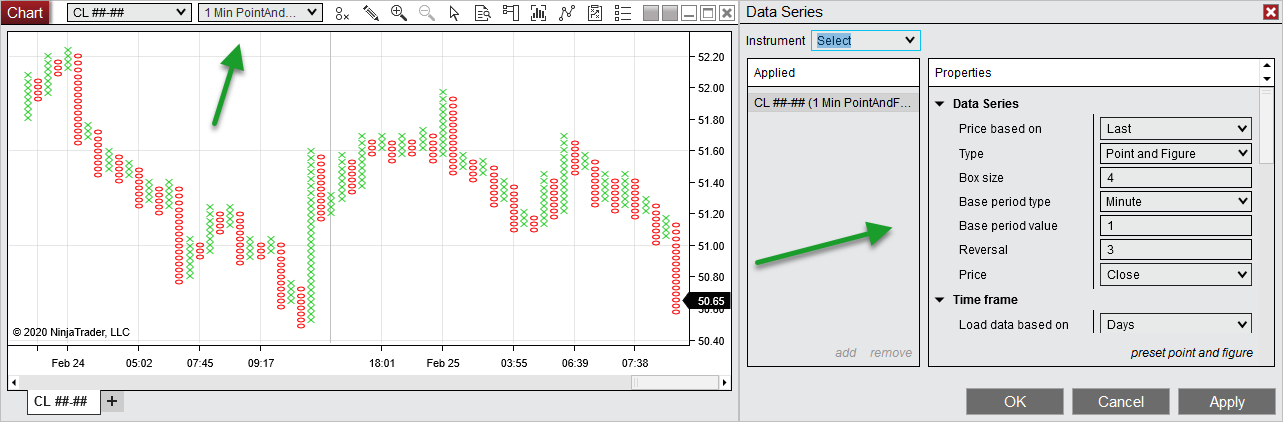 Chart
CL ##-##
1 Min PointAnd...
52.20
52.00
51.80
51.60
51.40
51.20
51.00
50.80
50.65
50.40
© 2020 NinjaTrader, LLC
Feb 24 05:02 07:45 09:17 18:01 Feb 25 03:55 06:39 07:38
CL ##-##
Data Series
Instrument Select
Applied
CL ##-## (1 Min PointAndF...
add remove
Properties
Data Series
Price based on Last
Type Point and Figure
Box size 4
Base period type Minute
Base period value 1
Reversal 3
Price Close
Time frame
Load data based on Days
preset point and figure
OK Cancel Apply